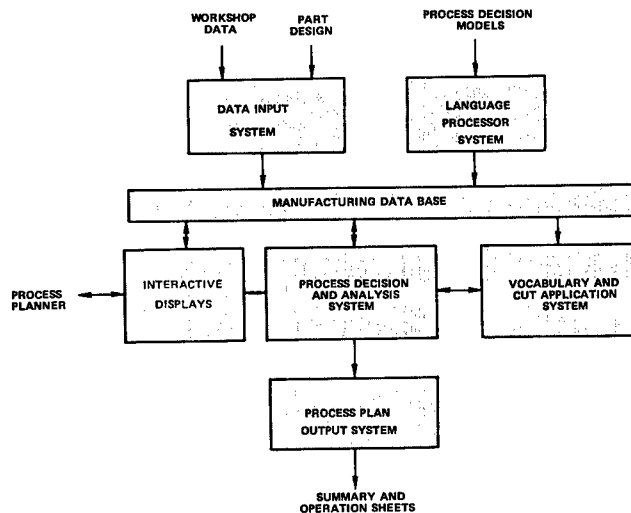 WORKSHOP
DATA
PART
DESIGN
PROCESS DECISION
MODELS
DATA INPUT
SYSTEM
LANGUAGE
PROCESSOR
SYSTEM
MANUFACTURING DATA BASE
PROCESS
PLANNER
INTERACTIVE
DISPLAYS
PROCESS DECISION
AND ANALYSIS
SYSTEM
VOCABULARY AND
CUT APPLICATION
SYSTEM
PROCESS PLAN
OUTPUT SYSTEM
SUMMARY AND
OPERATION SHEETS